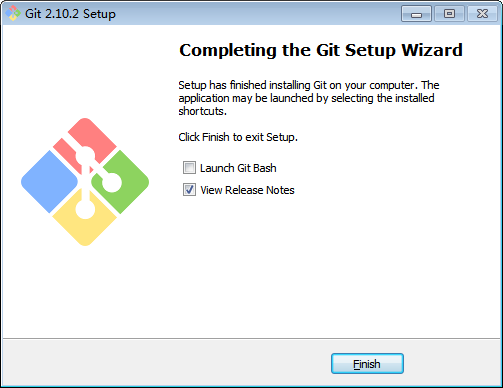 Git 2.10.2 Setup
Completing the Git Setup Wizard
Setup has finished installing Git on your computer. The
application may be launched by selecting the installed
shortcuts.
Click Finish to exit Setup.
Launch Git Bash
View Release Notes
Finish